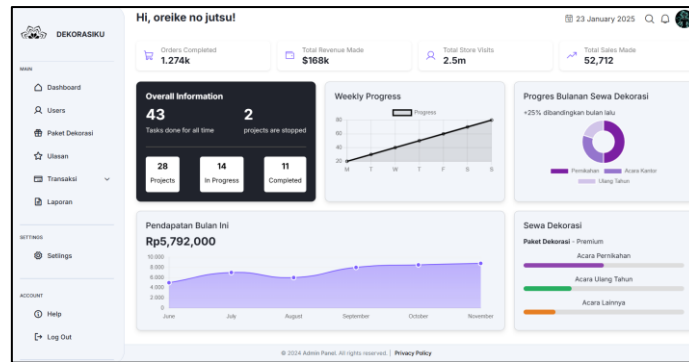 DEKORASIKU
Hi, oreike no jutsu!
23 January 2025
MAIN
Dashboard
Users
Paket Dekorasi
Ulasan
Transaksi
Laporan
SETTINGS
Settings
ACCOUNT
Help
Log Out
Orders Completed
1.274k
Total Revenue Made
$168k
Total Store Visits
2.5m
Total Sales Made
52,712
Overall Information
43
Tasks done for all time
2
projects are stopped
28
Projects
14
In Progress
11
Completed
Weekly Progress
Progress
80
60
40
20
M T W T F S S
Progres Bulanan Sewa Dekorasi
+25% dibandingkan bulan lalu
Pernikahan Acara Kantor
Ulang Tahun
Pendapatan Bulan Ini
Rp5,792,000
10.000
8.000
6.000
4.000
2.000
0
June July August September October November
Sewa Dekorasi
Paket Dekorasi - Premium
Acara Pernikahan
Acara Ulang Tahun
Acara Lainnya
© 2024 Admin Panel. All rights reserved. | Privacy Policy